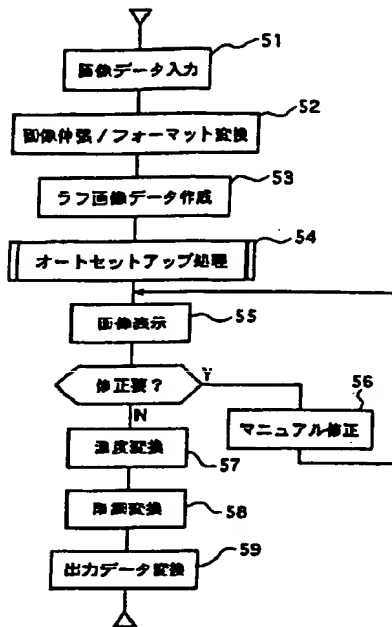 51
画像データ入力
52
画像伸張/フォーマット変換
53
ラフ画像データ作成
54
オートセットアップ処理
55
画像表示
修正要?
Y
N
56
マニュアル修正
濃度変換
57
階調変換
58
59
出力データ変換